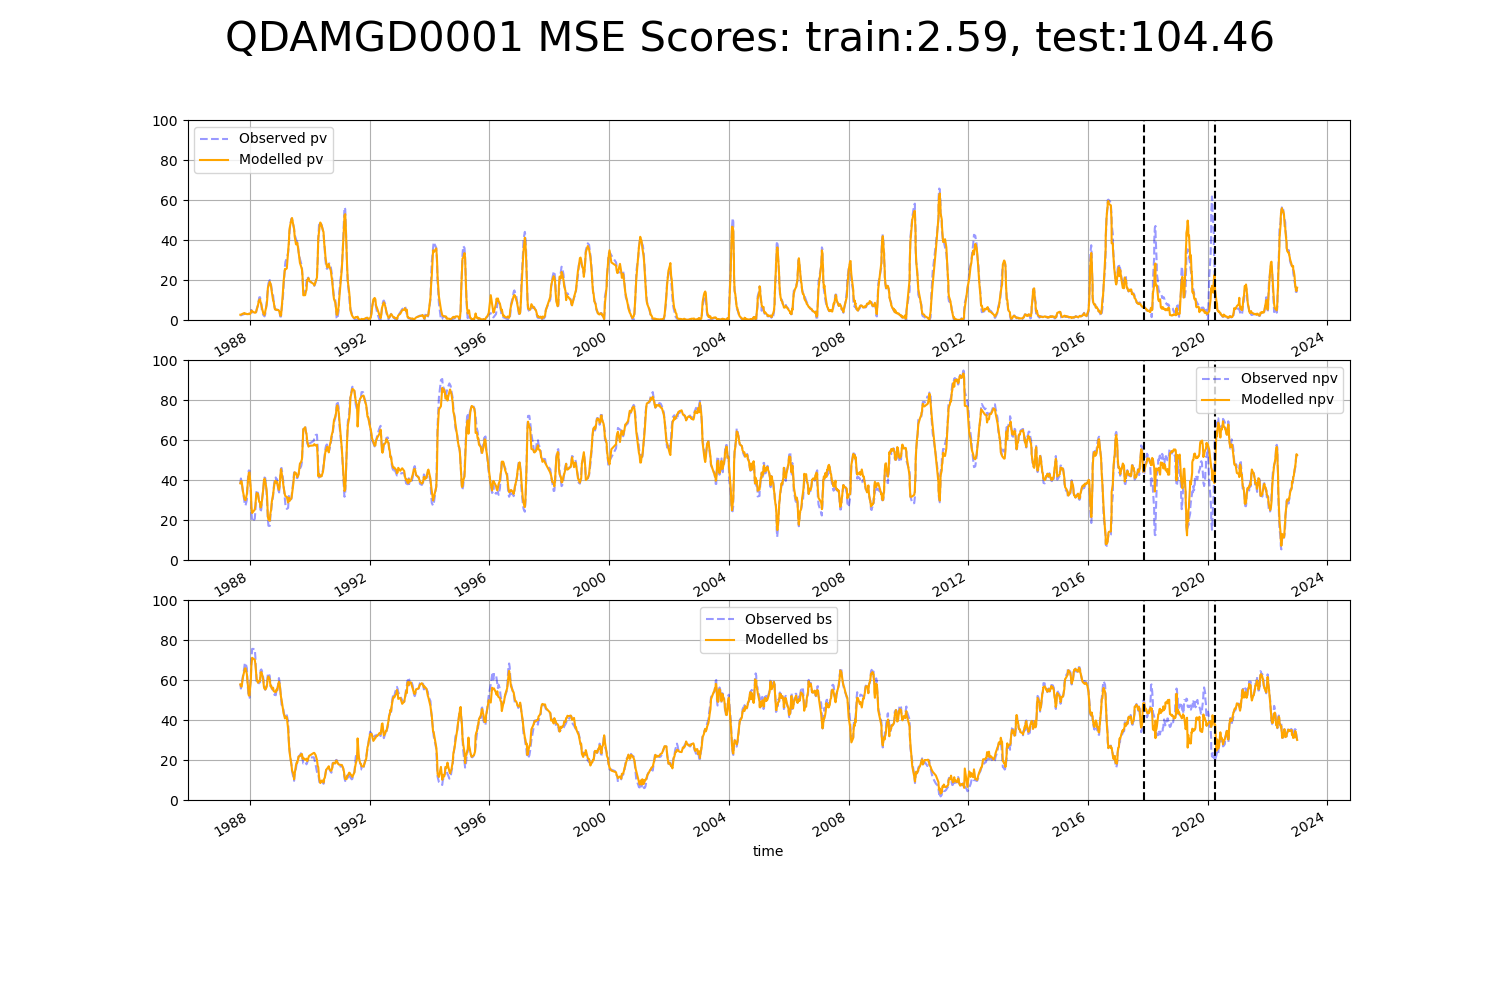 QDAMGD0001 MSE Scores: train:2.59, test:104.46
100
80
60
40
20
0
Observed pv
Modelled pv
1988 1992 1996 2000 2004 2008 2012 2016 2020 2024
100
80
60
40
20
0
Observed npv
Modelled npv
1988 1992 1996 2000 2004 2008 2012 2016 2020 2024
100
80
60
40
20
0
Observed bs
Modelled bs
1988 1992 1996 2000 2004 2008 2012 2016 2020 2024
time